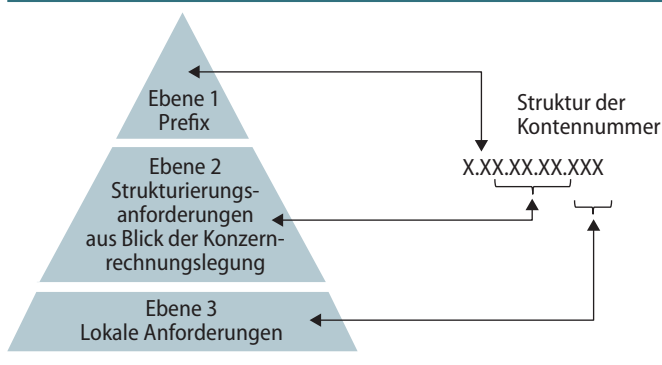 Ebene 1
Prefix
Ebene 2
Strukturierungs-
anforderungen
aus Blick der Konzern-
rechnungslegung
Ebene 3
Lokale Anforderungen
Struktur der
Kontennummer
X.XX.XX.XX.XXX